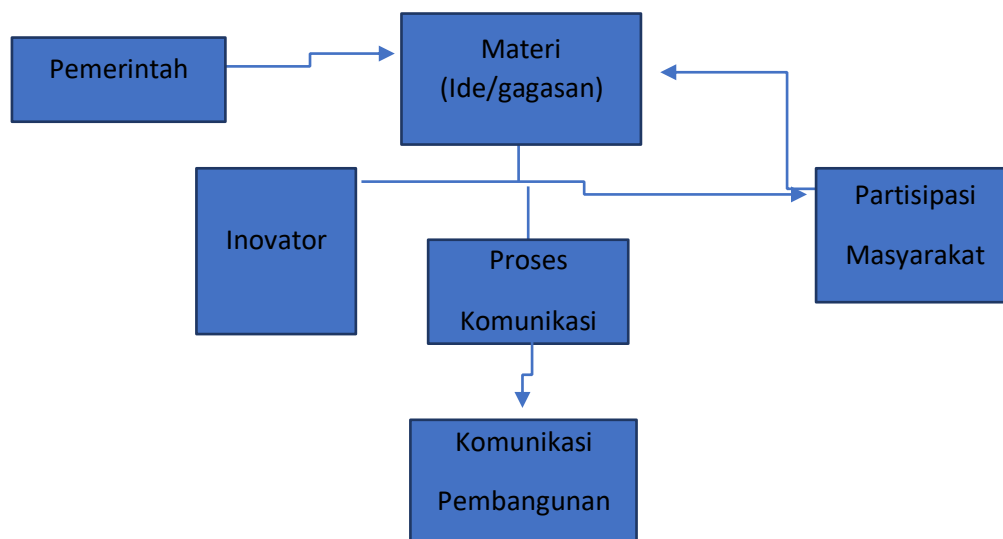 Pemerintah
Materi
(Ide/gagasan)
Inovator
Proses
Komunikasi
Partisipasi
Masyarakat
Komunikasi
Pembangunan